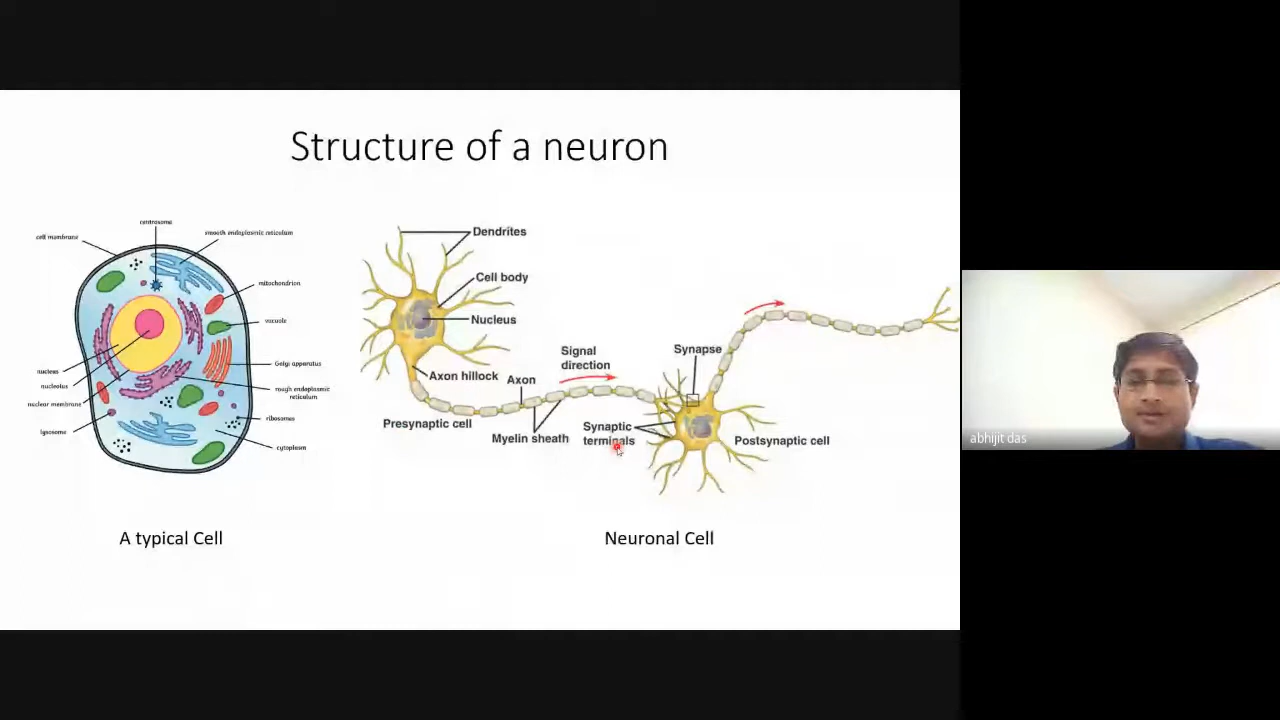 Structure of a neuron
centrosome
cell membrane
smooth endoplasmic reticulum
mitochondrion
vacuole
Golgi apparatus
rough endoplasmic
reticulum
ribosomes
cytoplasm
nucleus
nucleolus
nuclear membrane
lysosome
A typical Cell
Dendrites
Cell body
Nucleus
Axon hillock
Presynaptic cell
Axon
Myelin sheath
Signal
direction
Synaptic
terminals
Synapse
Postsynaptic cell
Neuronal Cell
abhijit das